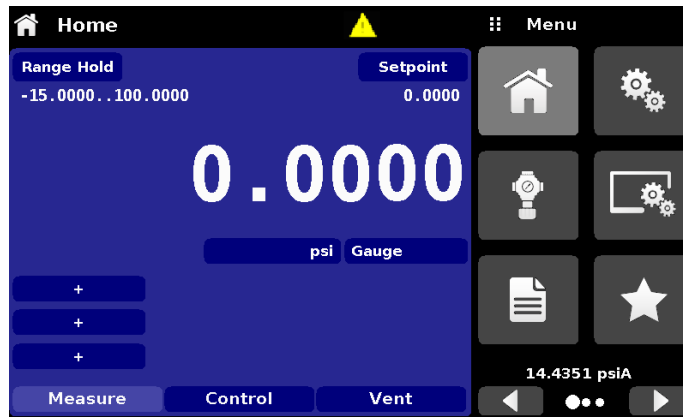 Home
Menu
Range Hold
Setpoint
-15.0000..100.0000
0.0000
0.0000
psi
Gauge
+
+
+
14.4351 psiA
Measure
Control
Vent